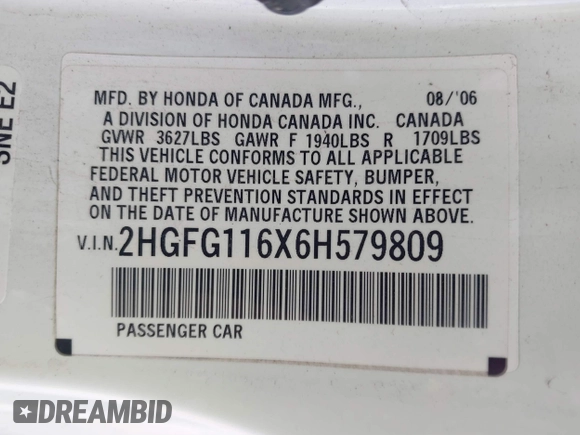 SNE E2
MFD. BY HONDA OF CANADA MFG., 08/'06
A DIVISION OF HONDA CANADA INC. CANADA
GVWR 3627LBS GAWR F 1940LBS R 1709LBS
THIS VEHICLE CONFORMS TO ALL APPLICABLE
FEDERAL MOTOR VEHICLE SAFETY, BUMPER,
AND THEFT PREVENTION STANDARDS IN EFFECT
ON THE DATE OF MANUFACTURE SHOWN ABOVE.
V.I.N. 2HGFG116X6H579809
PASSENGER CAR
DREAMBID